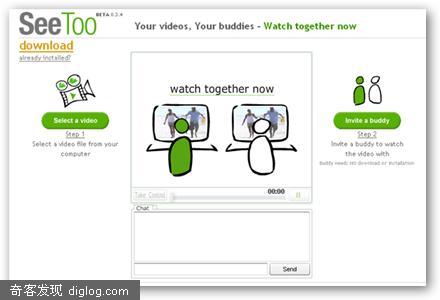 SeeToo
BETA 0.3.4
Your videos, Your buddies - Watch together now
download
already installed?
watch together now
Select a video
Step 1
Select a video file from your
computer
Invite a buddy
Step 2
Invite a buddy to watch
the video with
Buddy needs no download or installation
Take Control
00:00
Chat
Send
奇客发现 diglog.com